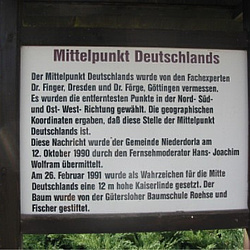 Mittelpunkt Deutschlands
Der Mittelpunkt Deutschlands wurde von den Fachexperten
Dr. Finger, Dresden und Dr. Förge, Göttingen vermessen.
Es wurden die entferntesten Punkte in der Nord- Süd-
und Ost- West- Richtung gewählt. Die geographischen
Koordinaten ergaben, daß diese Stelle der Mittelpunkt
Deutschlands ist.
Diese Nachricht wurde der Gemeinde Niederdorla am
12. Oktober 1990 durch den Fernsehmoderator Hans- Joachim
Wolfram übermittelt.
Am 26. Februar 1991 wurde als Wahrzeichen für die Mitte
Deutschlands eine 12 m hohe Kaiserlinde gesetzt. Der
Baum wurde von der Gütersloher Baumschule Roehse und
Fischer gestiftet.